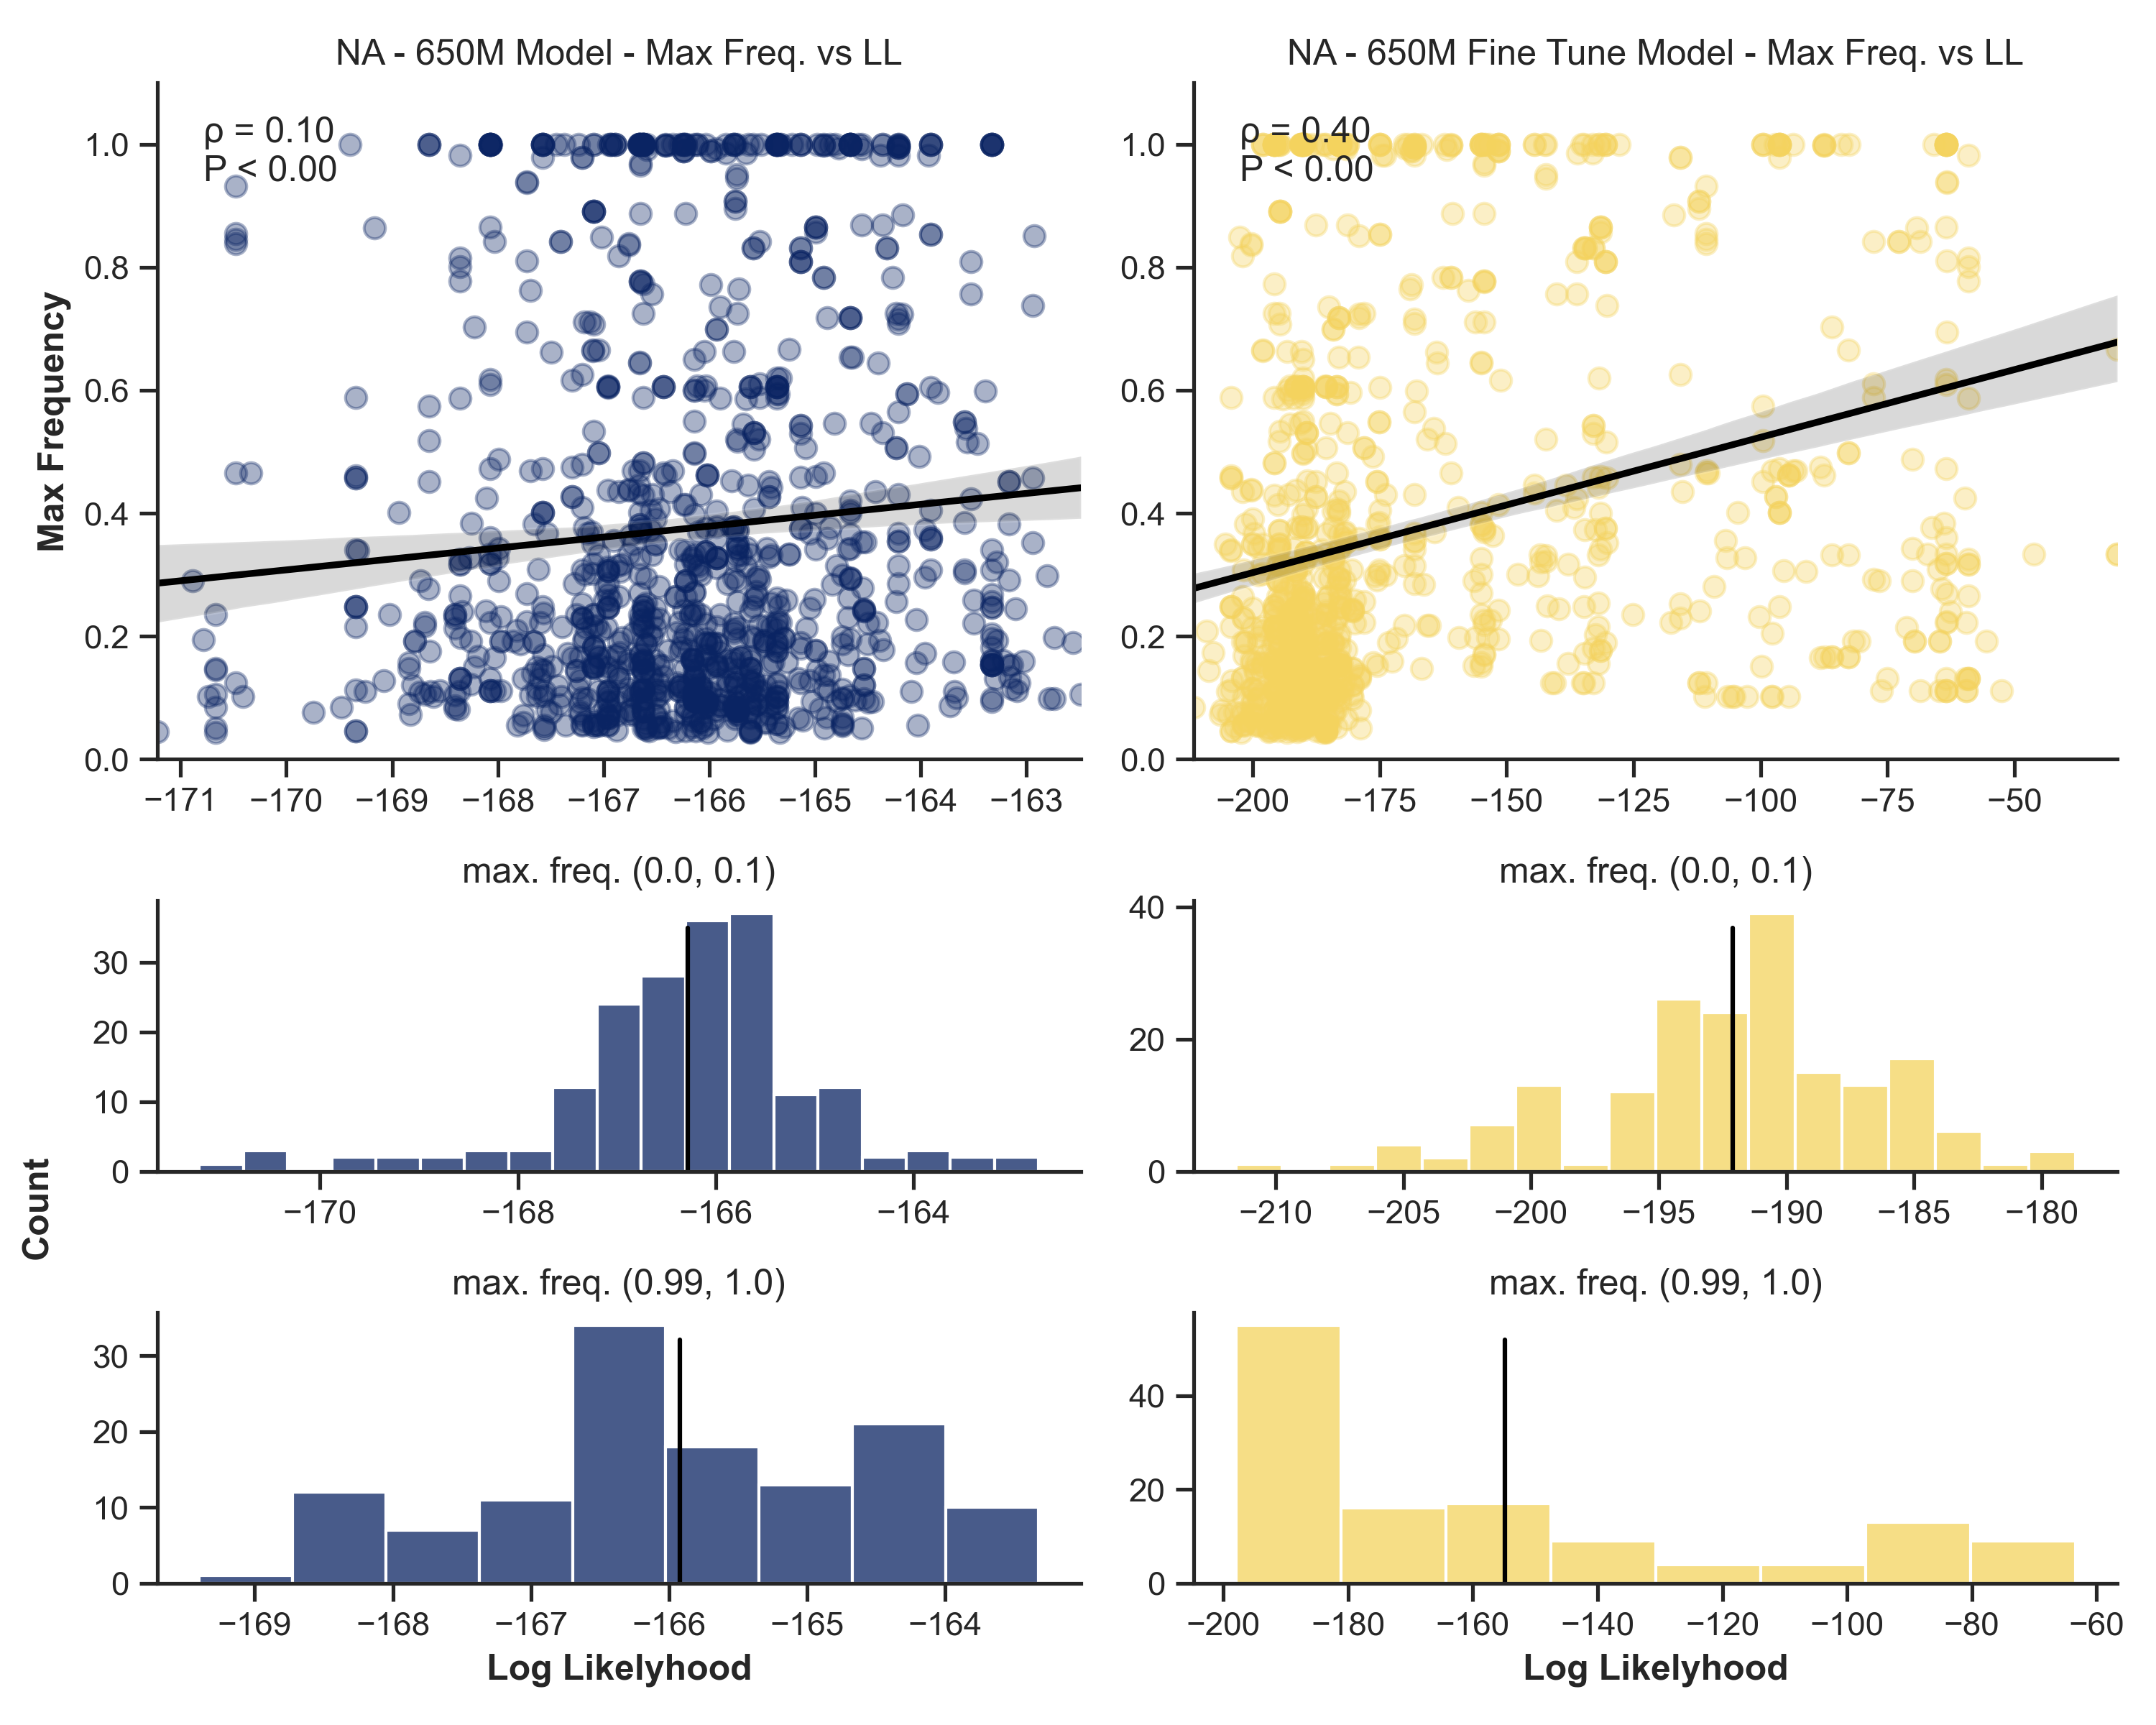 NA - 650M Model - Max Freq. vs LL
ρ = 0.10
P < 0.00
Max Frequency
1.0
0.8
0.6
0.4
0.2
0.0
−171 −170 −169 −168 −167 −166 −165 −164 −163
NA - 650M Fine Tune Model - Max Freq. vs LL
ρ = 0.40
P < 0.00
1.0
0.8
0.6
0.4
0.2
0.0
−200 −175 −150 −125 −100 −75 −50
max. freq. (0.0, 0.1)
30
20
10
0
−170 −168 −166 −164
max. freq. (0.0, 0.1)
40
20
0
−210 −205 −200 −195 −190 −185 −180
Count
max. freq. (0.99, 1.0)
30
20
10
0
−169 −168 −167 −166 −165 −164
Log Likelyhood
max. freq. (0.99, 1.0)
40
20
0
−200 −180 −160 −140 −120 −100 −80 −60
Log Likelyhood